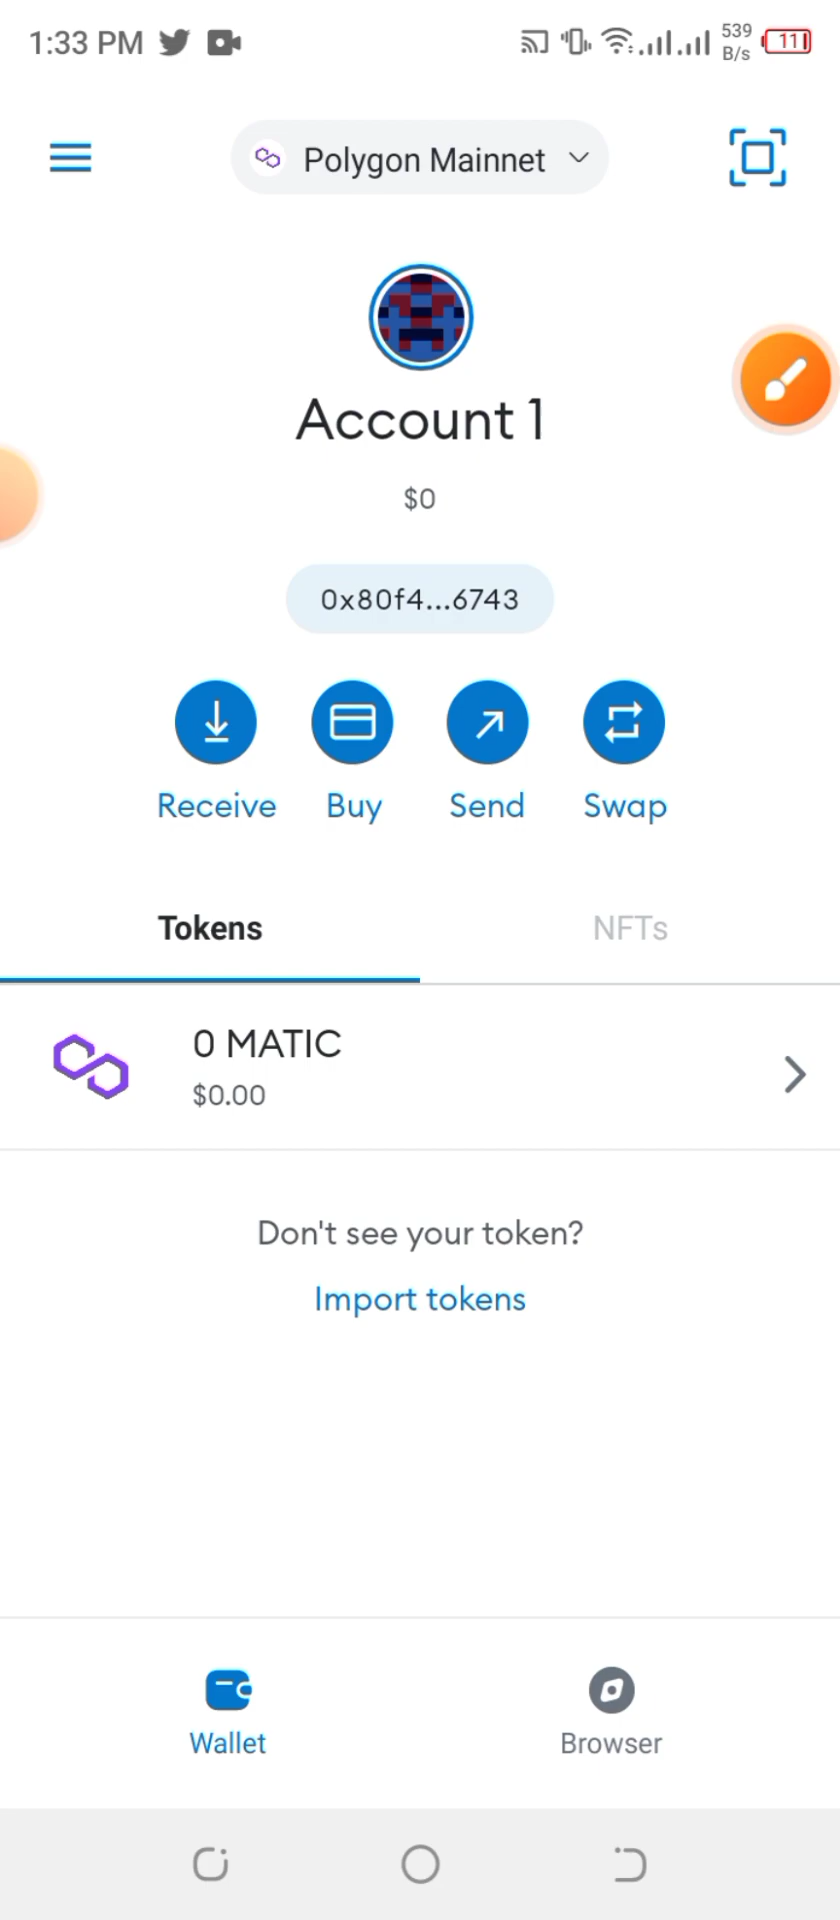 1:33 PM 539 B/s 11
Polygon Mainnet
Account 1
$0
0x80f4...6743
Receive Buy Send Swap
Tokens NFTs
0 MATIC
$0.00
Don't see your token?
Import tokens
Wallet Browser